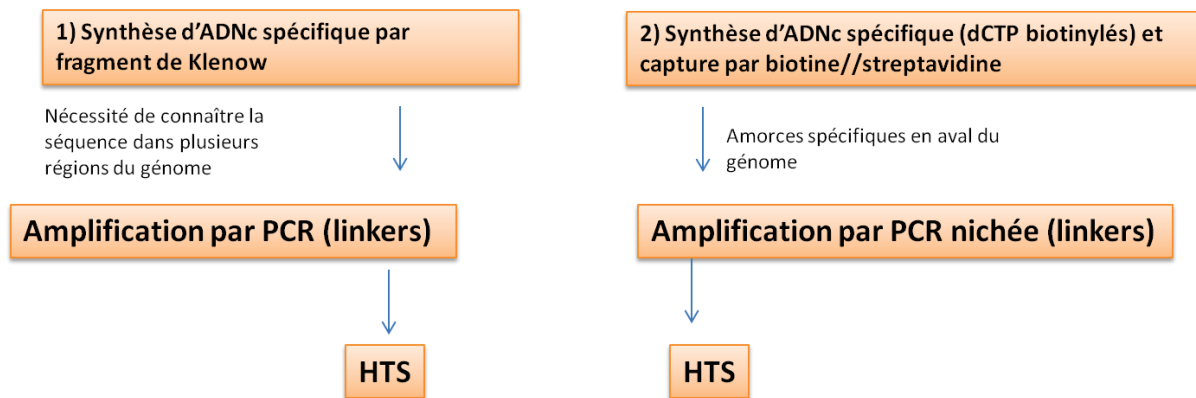 1) Synthèse d’ADNc spécifique par
fragment de Klenow
Nécessité de connaître la
séquence dans plusieurs
régions du génome
Amplification par PCR (linkers)
HTS
2) Synthèse d’ADNc spécifique (dCTP biotinylés) et
capture par biotine//streptavidine
Amorces spécifiques en aval du
génome
Amplification par PCR nichée (linkers)
HTS